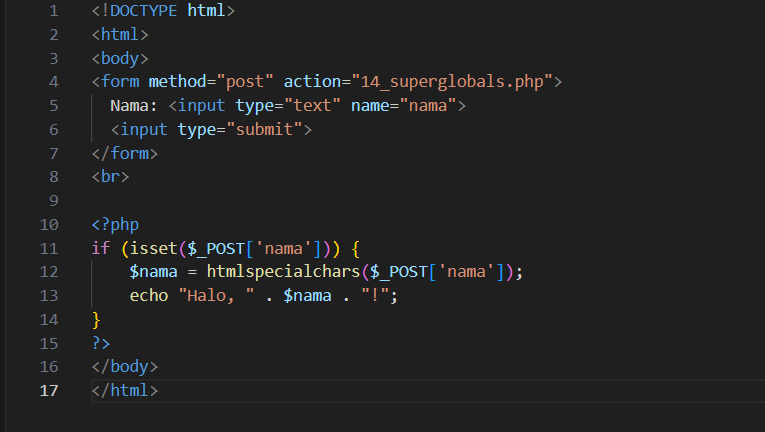 1 <!DOCTYPE html>
2 <html>
3 <body>
4 <form method="post" action="14_superglobals.php">
5   Nama: <input type="text" name="nama">
6   <input type="submit">
7 </form>
8 <br>
9
10 <?php
11 if (isset($_POST['nama'])) {
12     $nama = htmlspecialchars($_POST['nama']);
13     echo "Halo, " . $nama . "!";
14 }
15 ?>
16 </body>
17 </html>